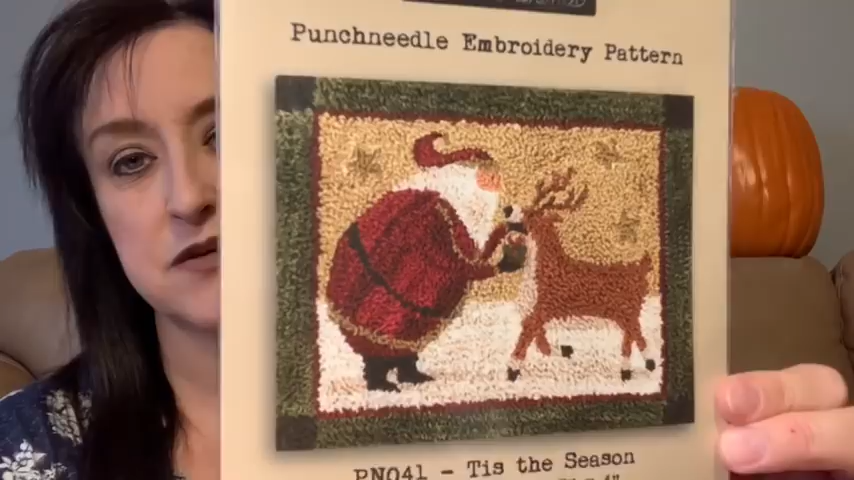 Punchneedle Embroidery Pattern
PN041 - 'Tis the Season